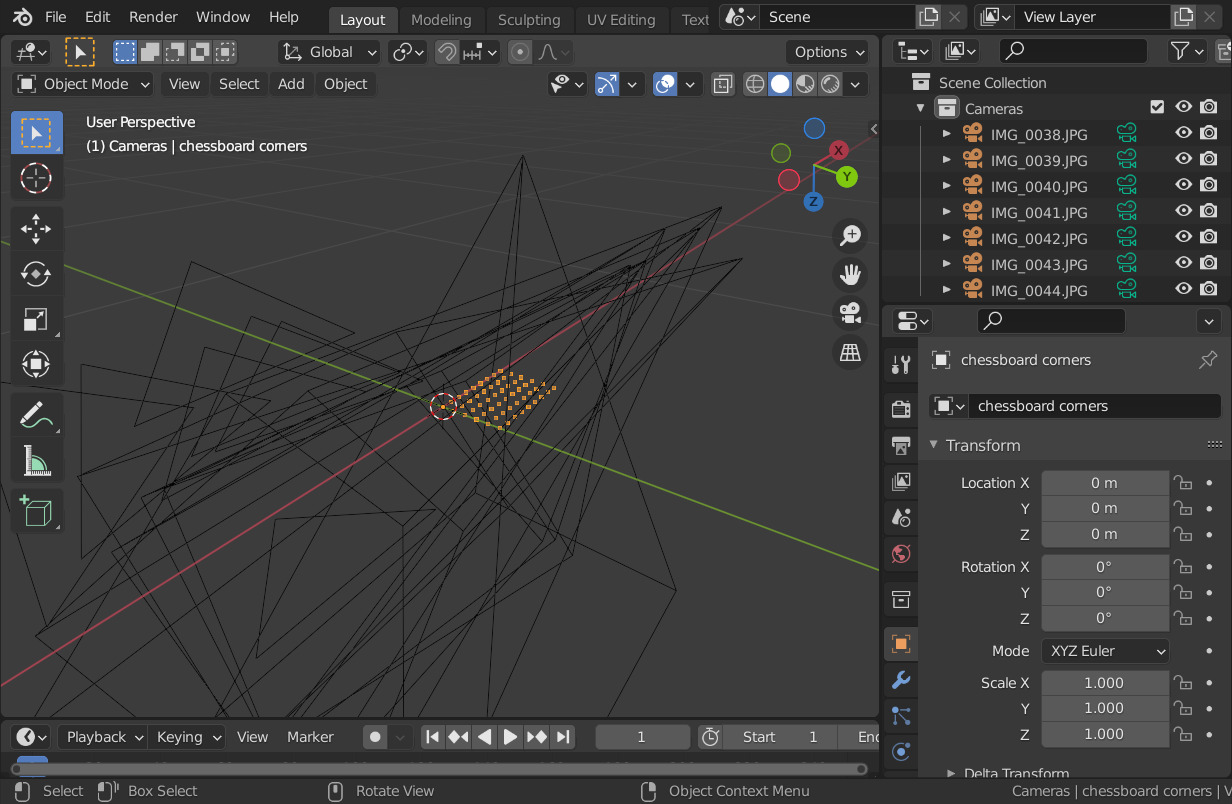 File Edit Render Window Help Layout Modeling Sculpting UV Editing Text Scene View Layer
Global Options
Object Mode View Select Add Object
User Perspective
(1) Cameras | chessboard corners
X
Y
Z
Scene Collection
Cameras
IMG_0038.JPG
IMG_0039.JPG
IMG_0040.JPG
IMG_0041.JPG
IMG_0042.JPG
IMG_0043.JPG
IMG_0044.JPG
chessboard corners
chessboard corners
Transform
Location X 0 m
Y 0 m
Z 0 m
Rotation X 0°
Y 0°
Z 0°
Mode XYZ Euler
Scale X 1.000
Y 1.000
Z 1.000
Delta Transform
Playback Keying View Marker 1 Start 1 End
Select Box Select Rotate View Object Context Menu Cameras | chessboard corners | V